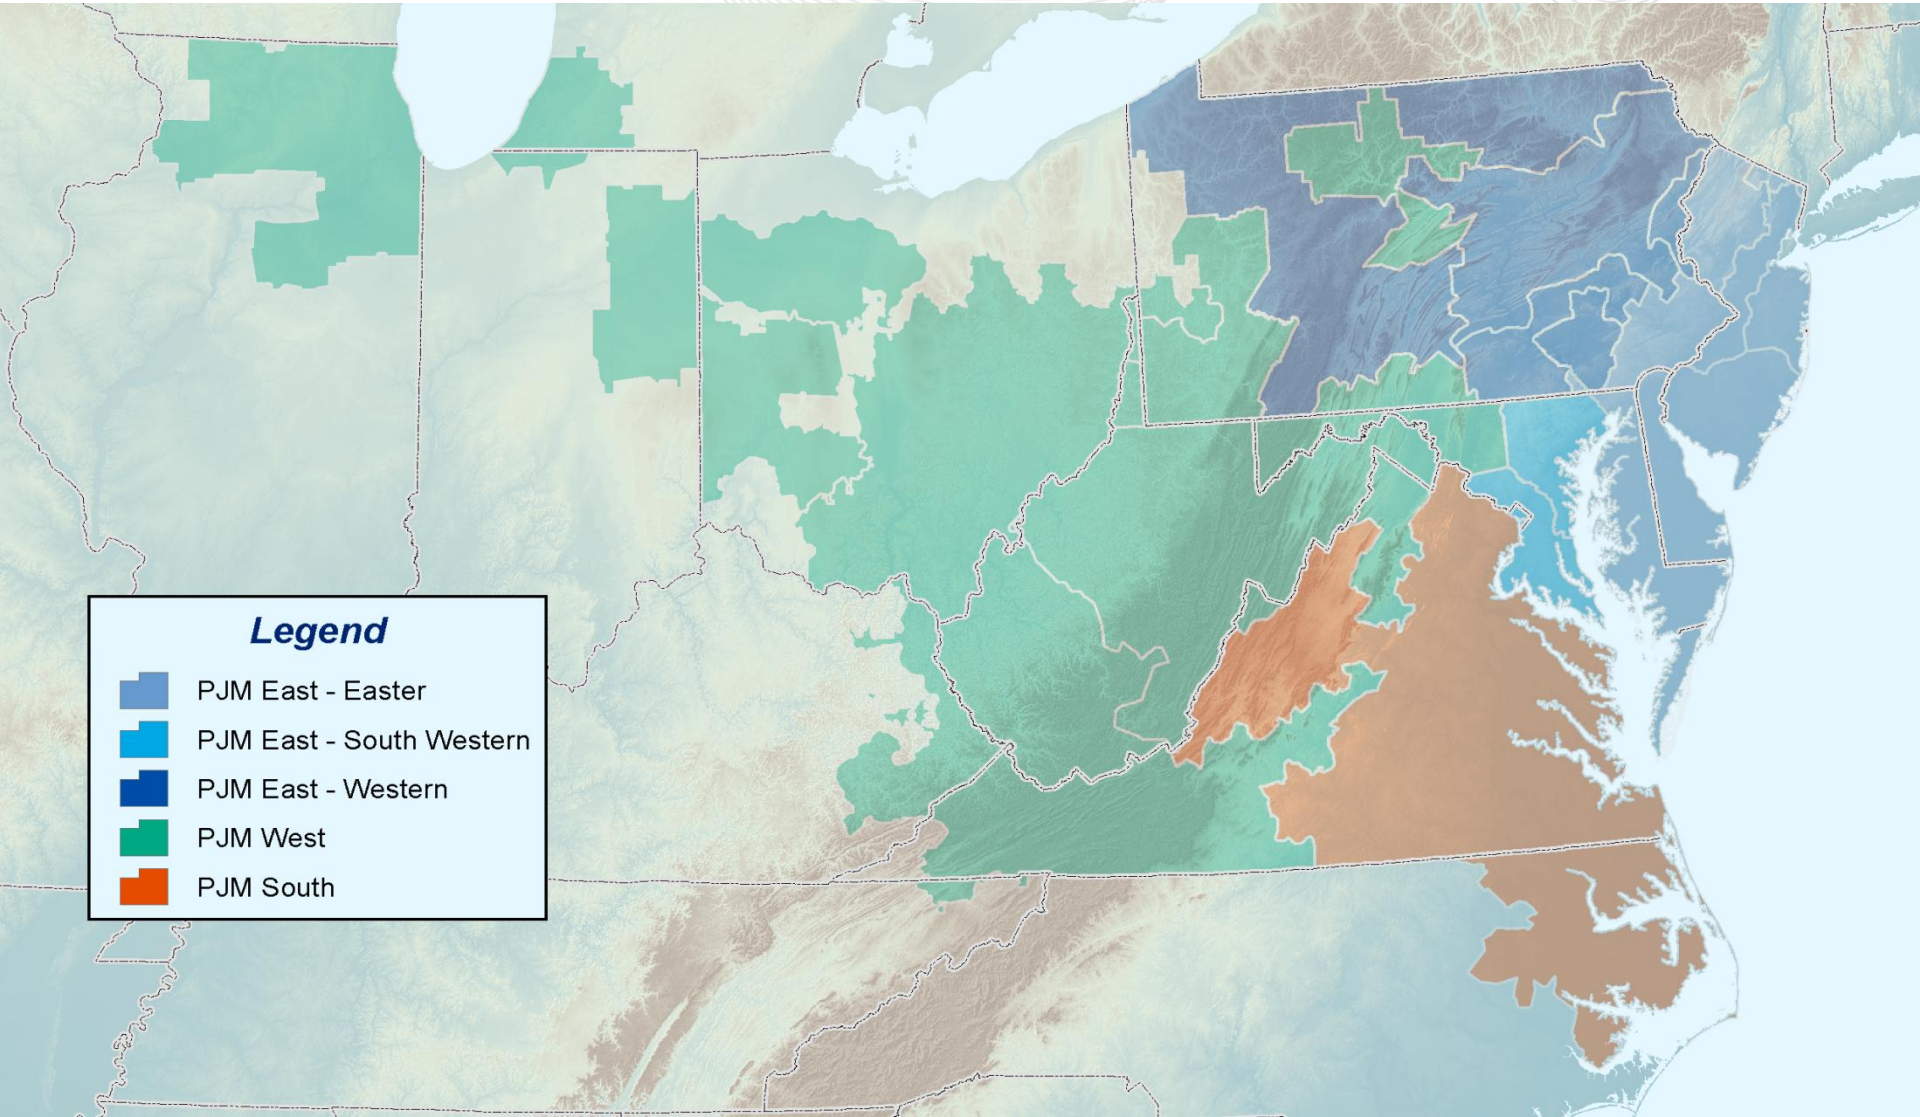 Legend
PJM East - Easter
PJM East - South Western
PJM East - Western
PJM West
PJM South